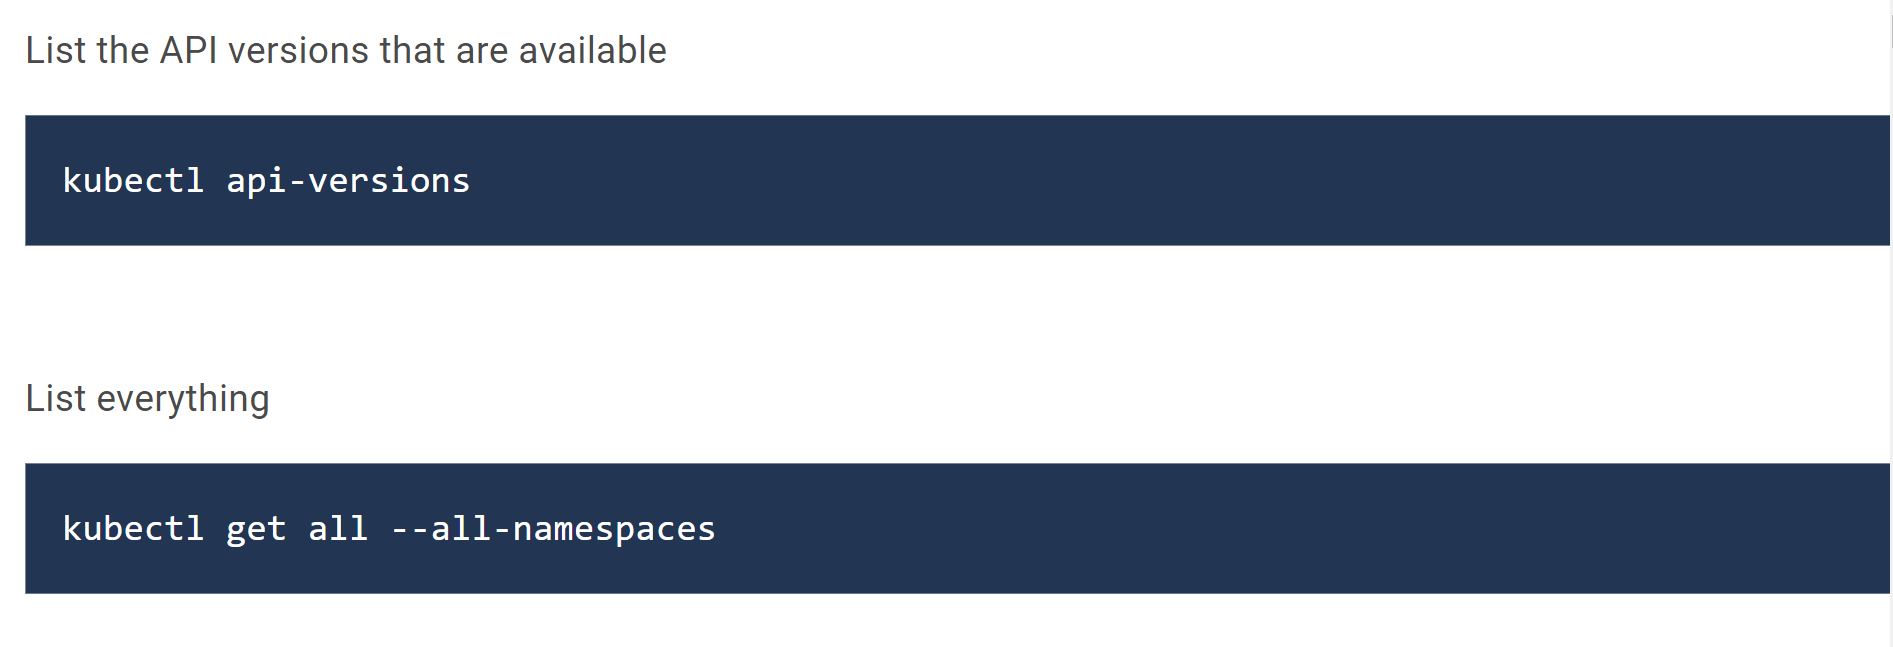 List the API versions that are available
kubectl api-versions
List everything
kubectl get all --all-namespaces